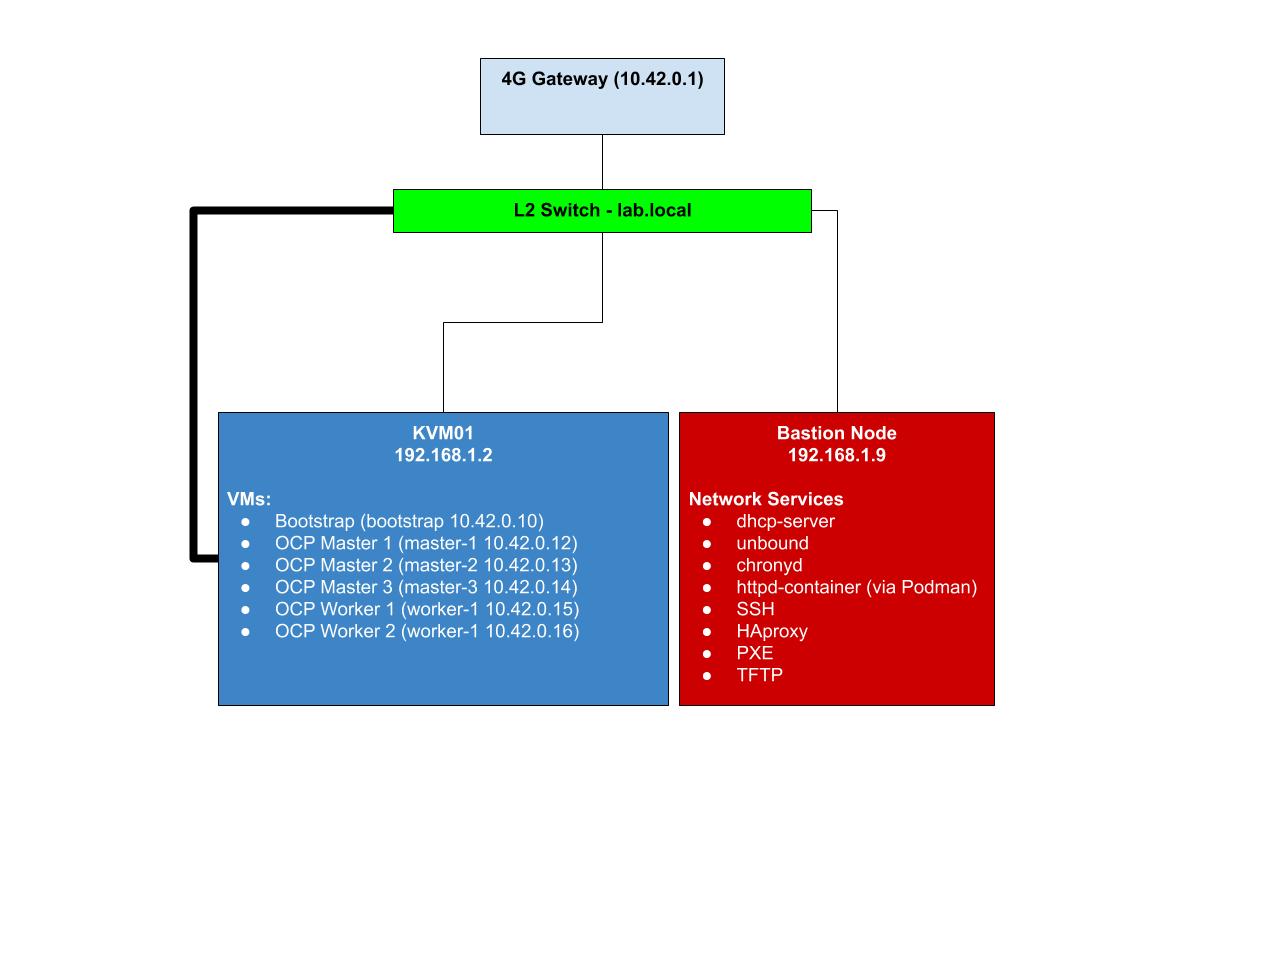 4G Gateway (10.42.0.1)
L2 Switch - lab.local
KVM01
192.168.1.2
VMs:
● Bootstrap (bootstrap 10.42.0.10)
● OCP Master 1 (master-1 10.42.0.12)
● OCP Master 2 (master-2 10.42.0.13)
● OCP Master 3 (master-3 10.42.0.14)
● OCP Worker 1 (worker-1 10.42.0.15)
● OCP Worker 2 (worker-1 10.42.0.16)
Bastion Node
192.168.1.9
Network Services
● dhcp-server
● unbound
● chronyd
● httpd-container (via Podman)
● SSH
● HAproxy
● PXE
● TFTP